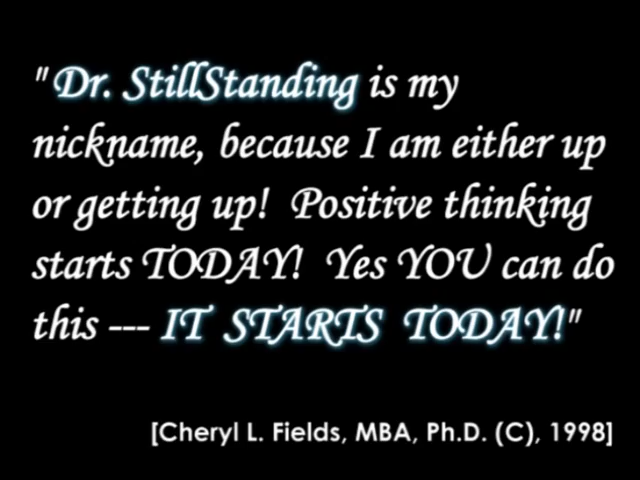 "Dr. StillStanding is my
nickname, because I am either up
or getting up!  Positive thinking
starts TODAY!  Yes YOU can do
this --- IT  STARTS  TODAY!"
[Cheryl L. Fields, MBA, Ph.D. (C), 1998]